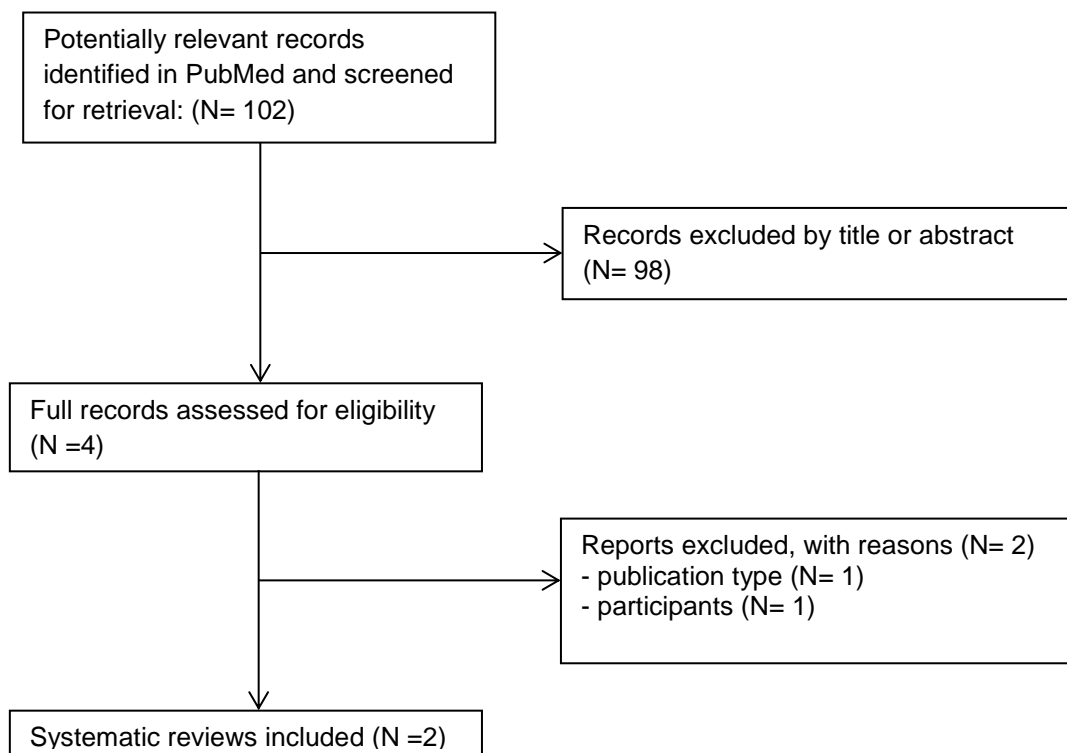 Potentially relevant records
identified in PubMed and screened
for retrieval: (N= 102)
Records excluded by title or abstract
(N= 98)
Full records assessed for eligibility
(N =4)
Reports excluded, with reasons (N= 2)
- publication type (N= 1)
- participants (N= 1)
Systematic reviews included (N =2)